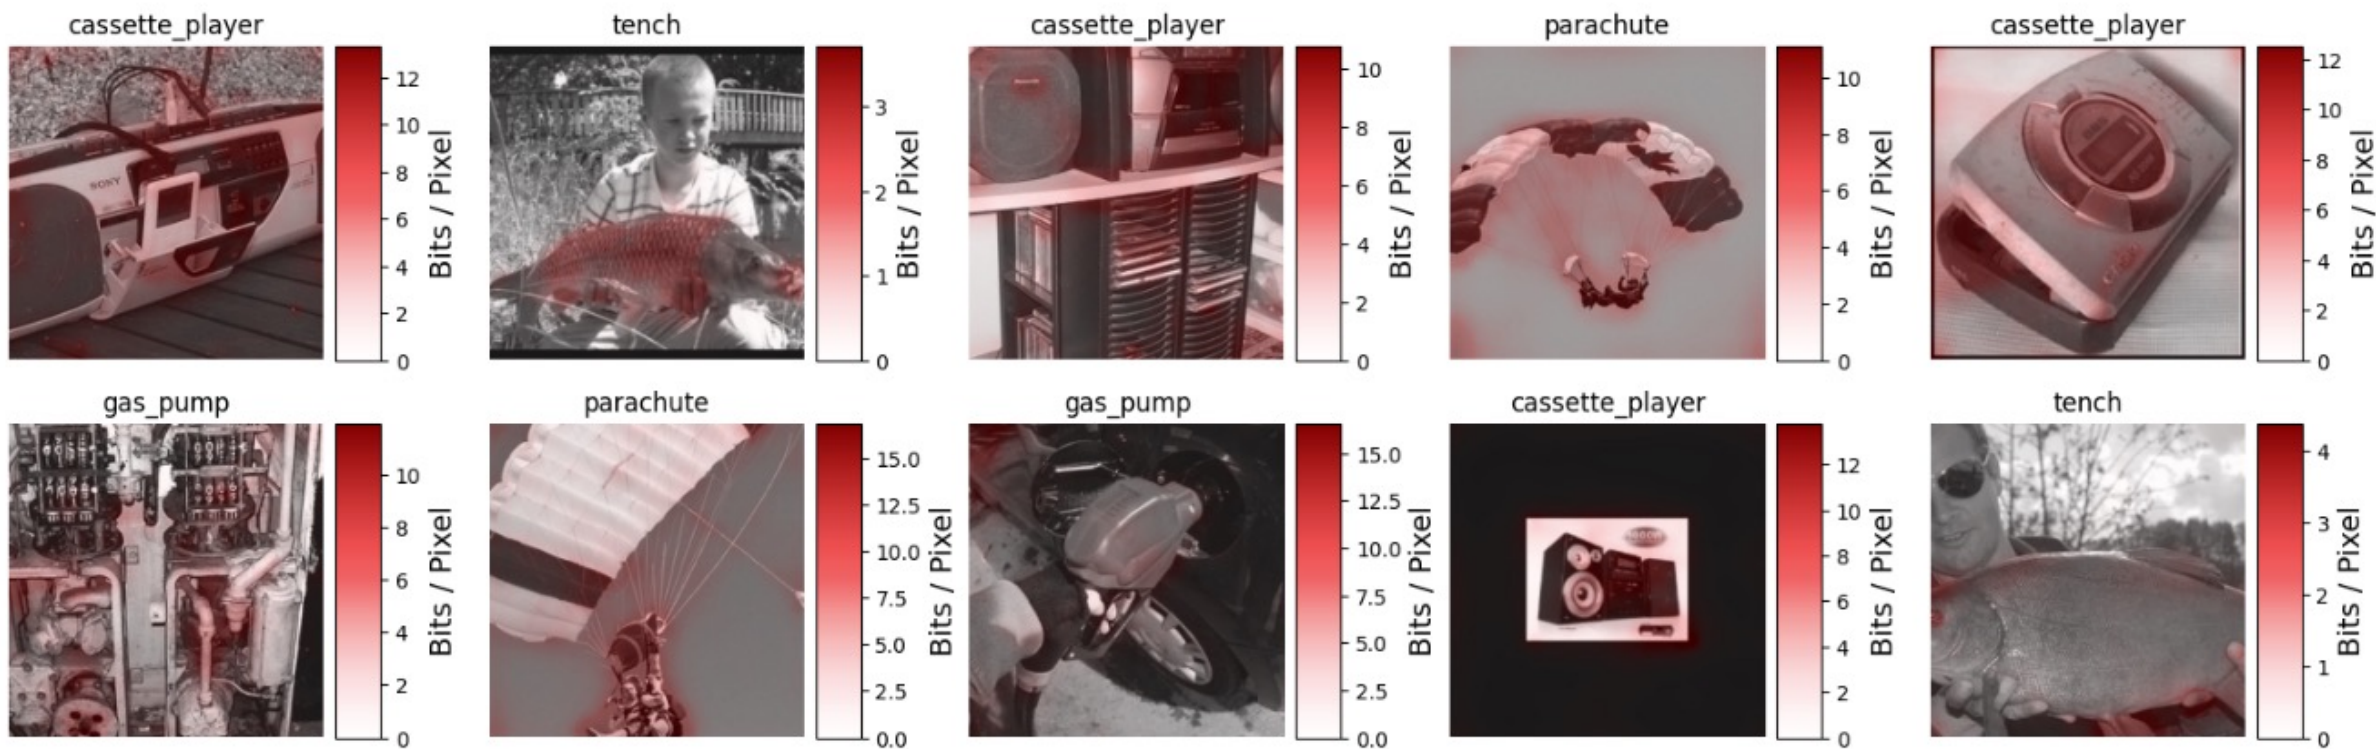 cassette_player
tench
cassette_player
parachute
cassette_player
12
10
8
6
4
2
0
Bits / Pixel
3
2
1
0
Bits / Pixel
10
8
6
4
2
0
Bits / Pixel
10
8
6
4
2
0
Bits / Pixel
12
10
8
6
4
2
0
Bits / Pixel
SONY
gas_pump
parachute
gas_pump
cassette_player
tench
10
8
6
4
2
0
Bits / Pixel
15.0
12.5
10.0
7.5
5.0
2.5
0.0
Bits / Pixel
15.0
12.5
10.0
7.5
5.0
2.5
0.0
Bits / Pixel
12
10
8
6
4
2
0
Bits / Pixel
4
3
2
1
0
Bits / Pixel